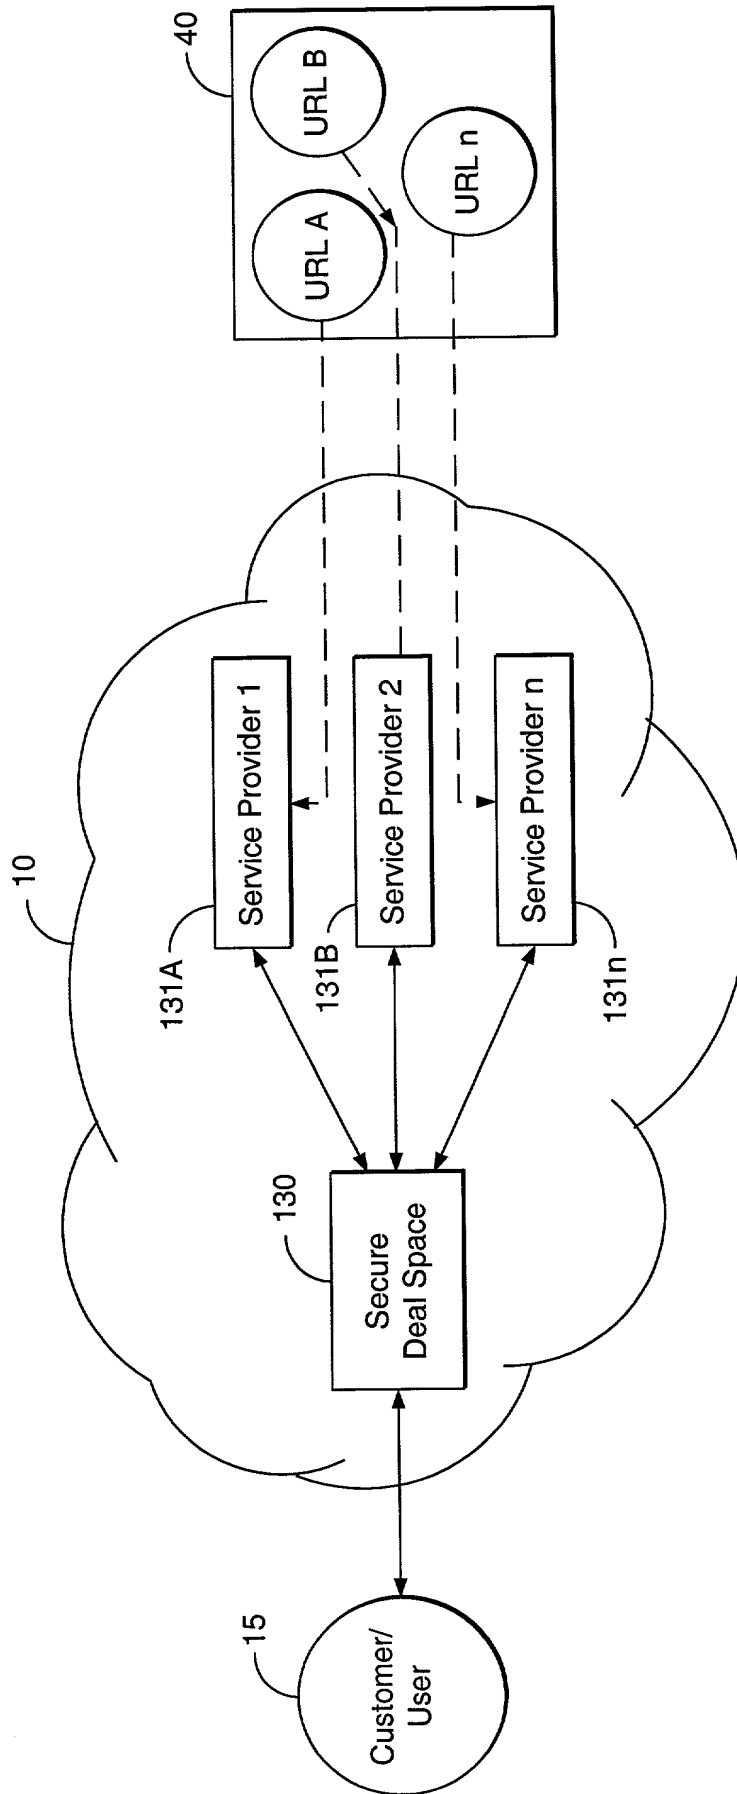 10
40
15
Customer/
User
130
Secure
Deal Space
131A
Service Provider 1
131B
Service Provider 2
131n
Service Provider n
URL A
URL B
URL n